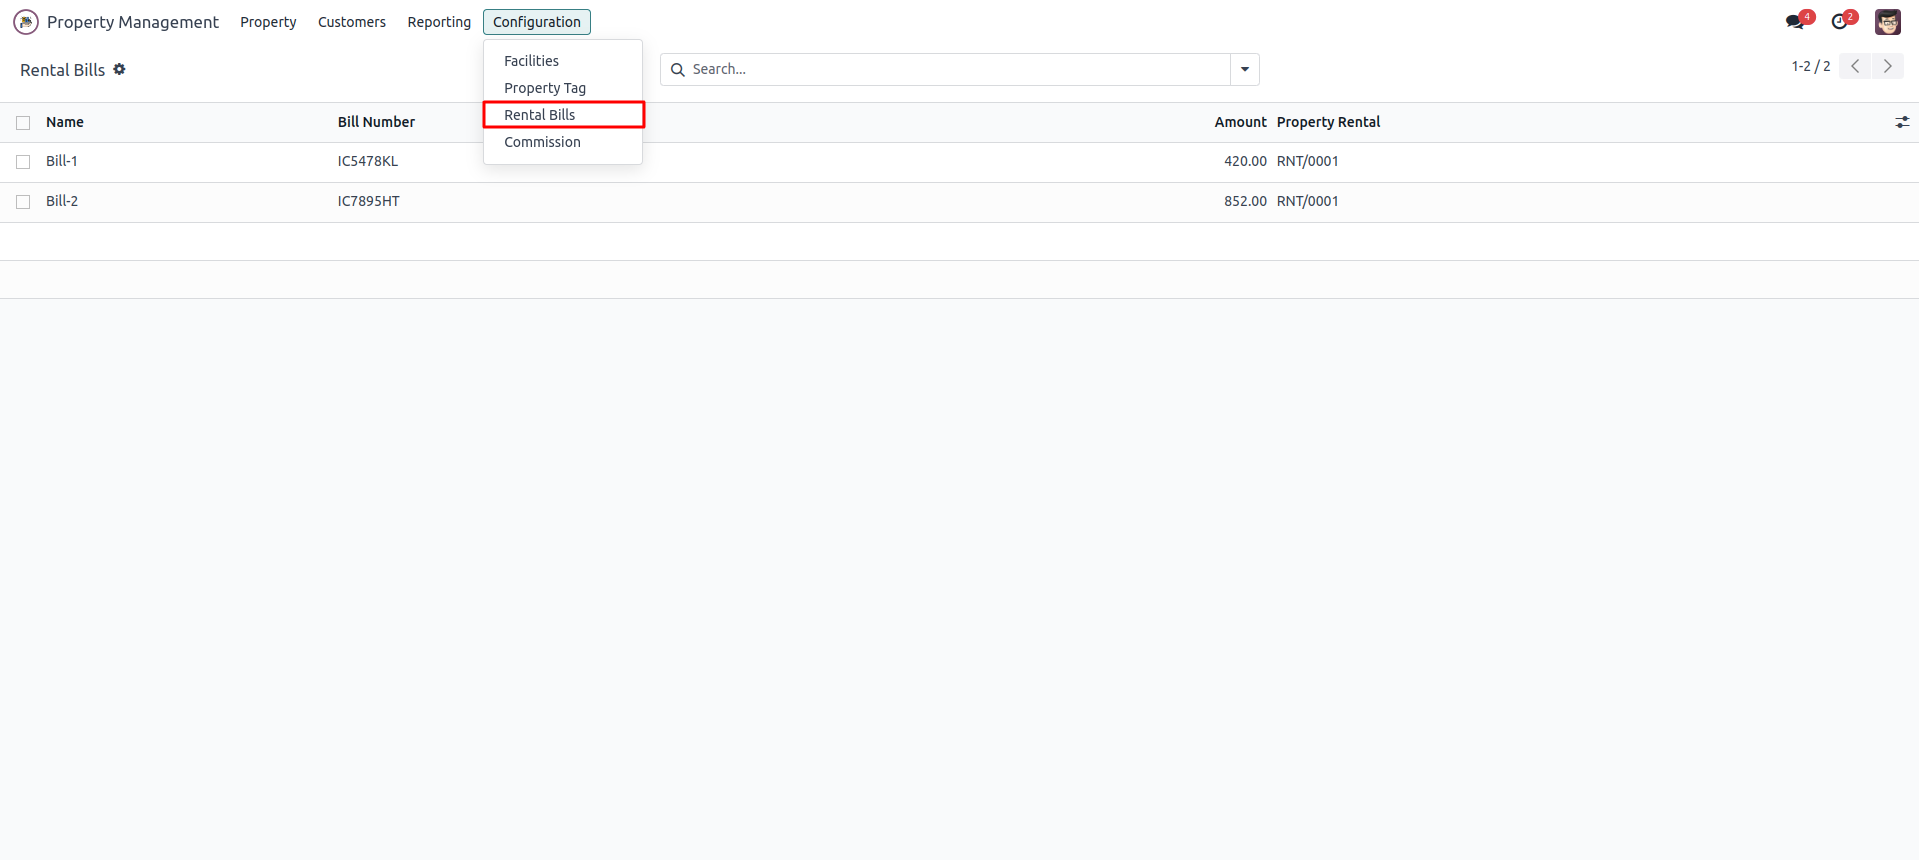 Property Management Property Customers Reporting Configuration 4 2
Rental Bills Search... 1-2 / 2
Facilities
Property Tag
Rental Bills
Commission
Name Bill Number Amount Property Rental
Bill-1 IC5478KL 420.00 RNT/0001
Bill-2 IC7895HT 852.00 RNT/0001